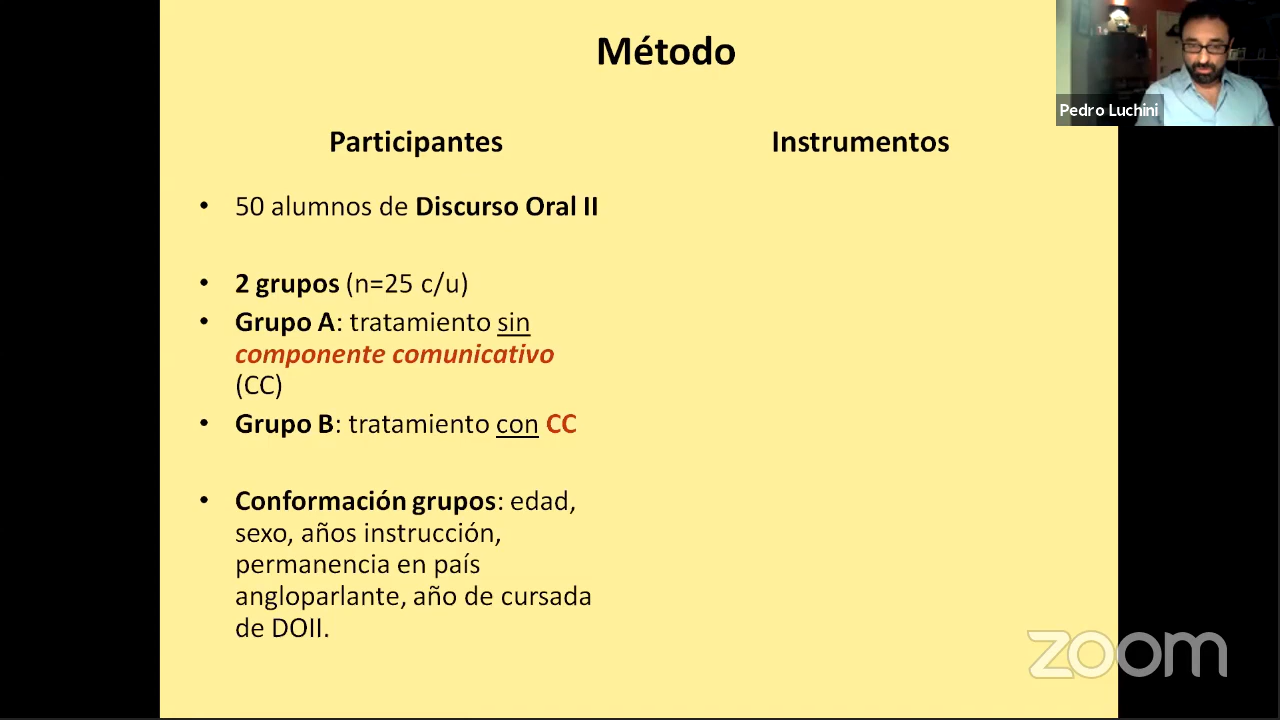 Método
Pedro Luchini
Participantes
• 50 alumnos de Discurso Oral II
• 2 grupos (n=25 c/u)
• Grupo A: tratamiento sin
componente comunicativo
(CC)
• Grupo B: tratamiento con CC
• Conformación grupos: edad,
sexo, años instrucción,
permanencia en país
angloparlante, año de cursada
de DOII.
Instrumentos
zoom